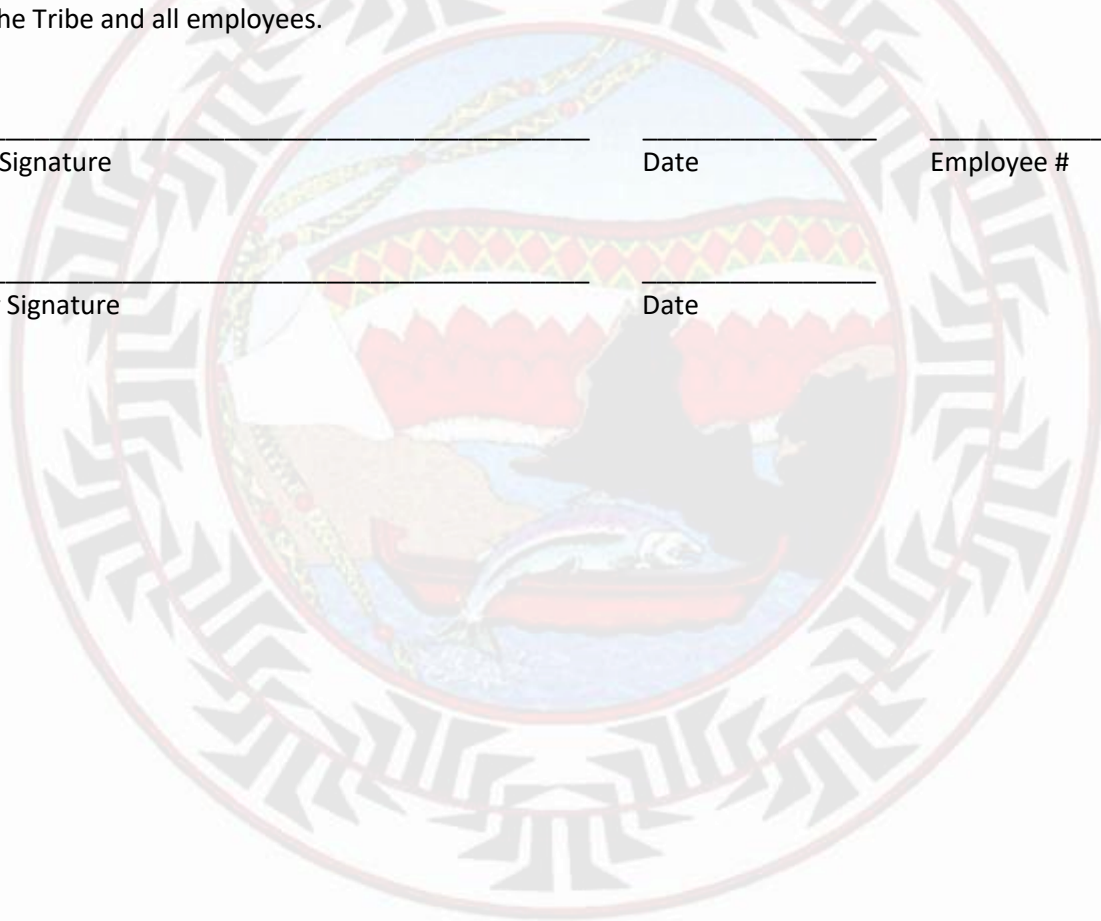 he Tribe and all employees.
Signature Date Employee #
Signature Date